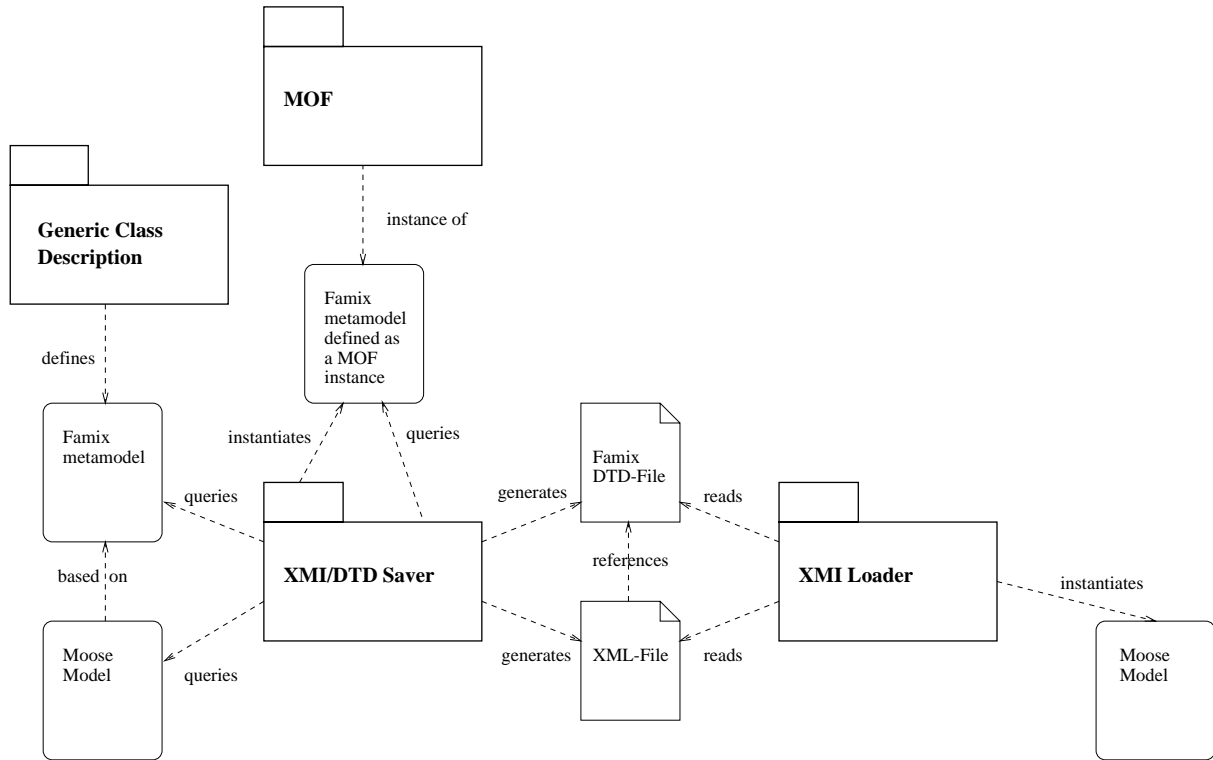 MOF
Generic Class
Description
instance of
Famix
metamodel
defined as
a MOF
instance
defines
Famix
metamodel
instantiates
queries
Famix
DTD-File
queries
generates
reads
XMI/DTD Saver
references
XMI Loader
based on
instantiates
Moose
Model
queries
generates
XML-File
reads
Moose
Model